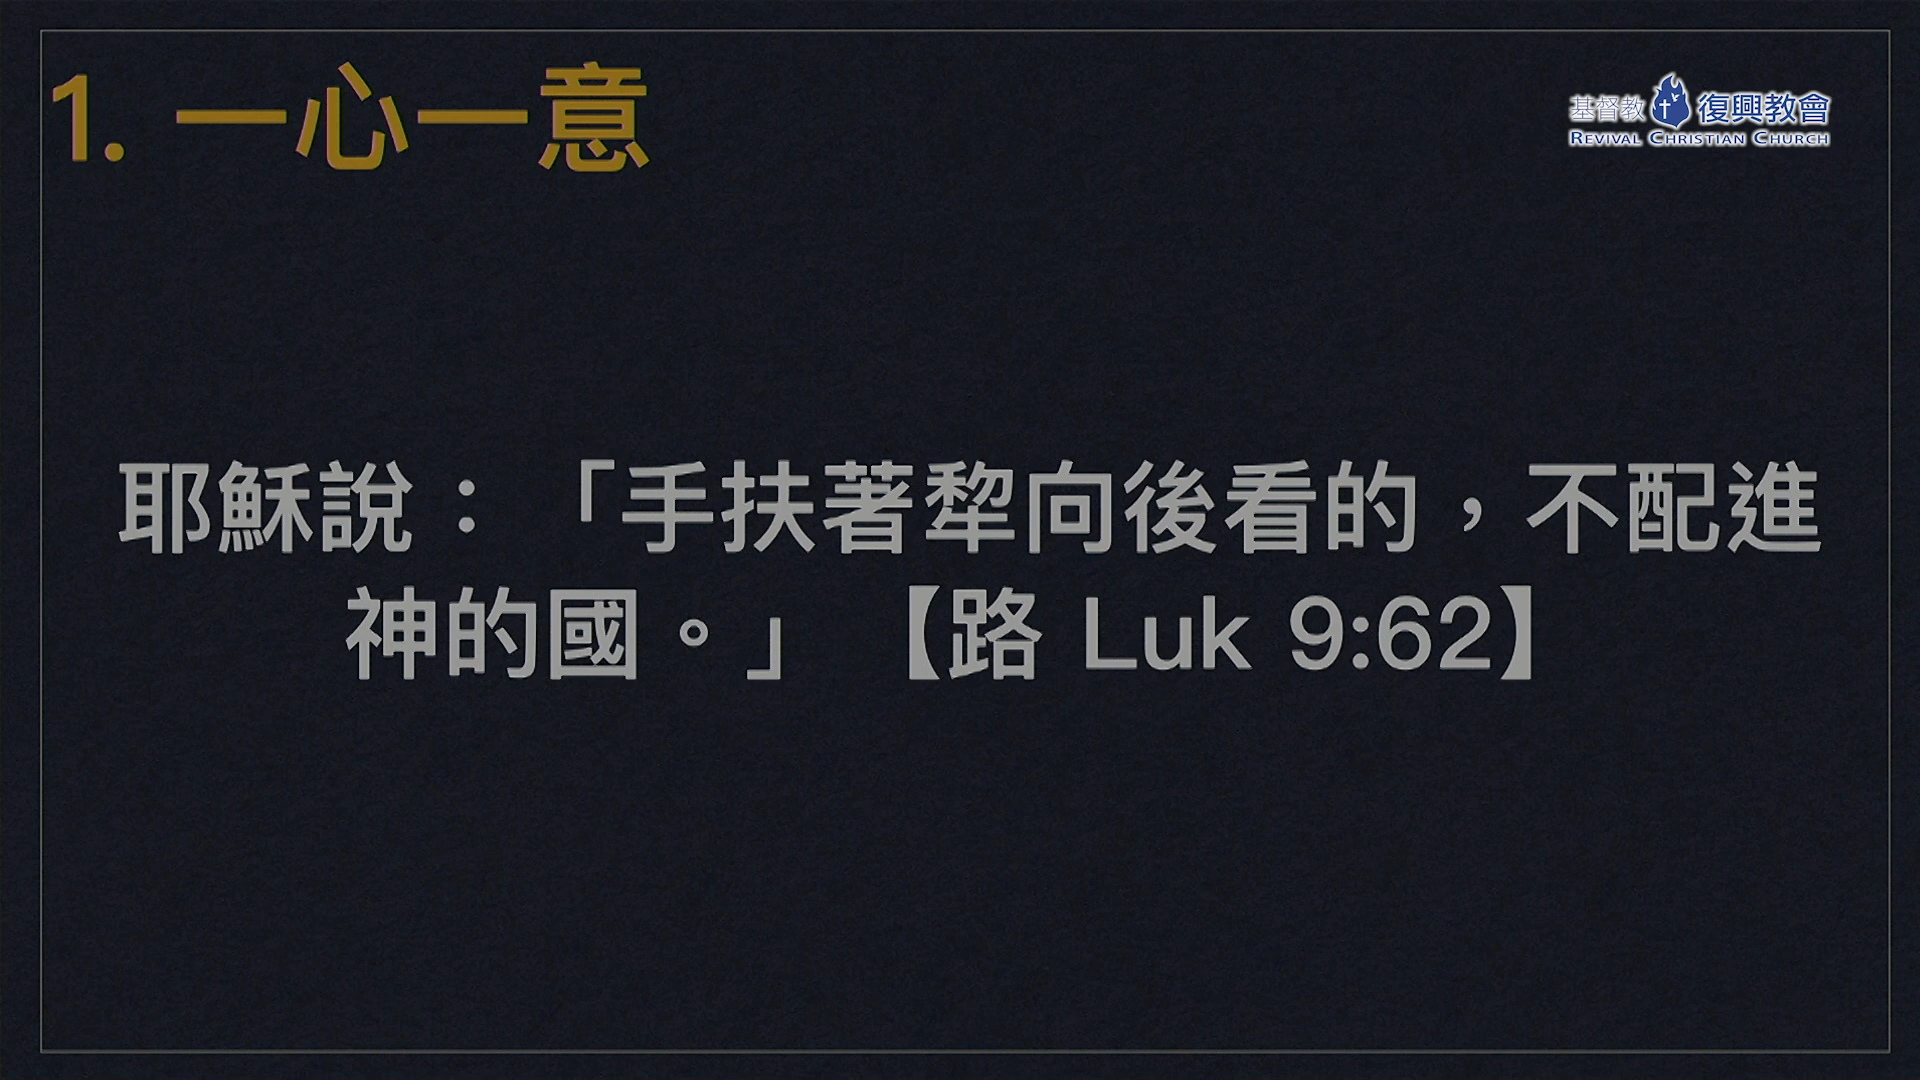 1. 一心一意
基督教 復興教會
REVIVAL CHRISTIAN CHURCH
耶穌說：「手扶著犂向後看的，不配進
神的國。」【路 Luk 9:62】